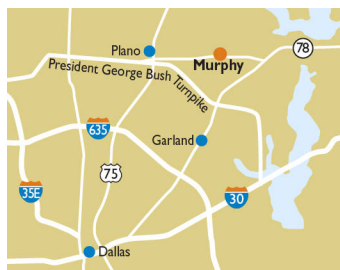 78
Plano
Murphy
President George Bush Turnpike
635
Garland
75
35E
30
Dallas